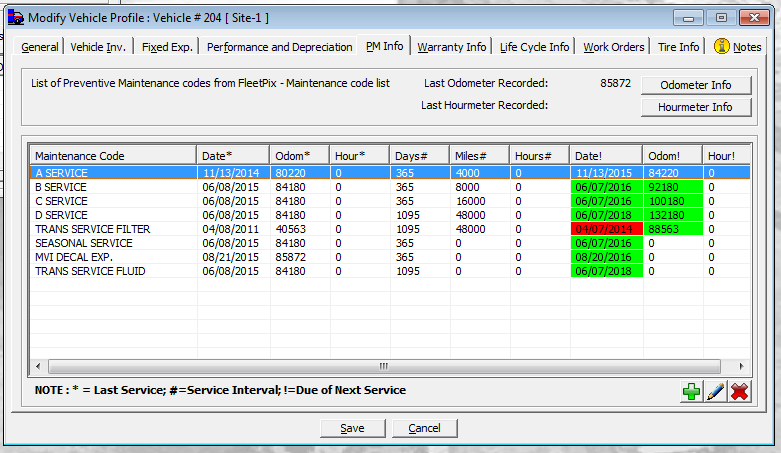 Modify Vehicle Profile : Vehicle # 204 [ Site-1 ]
General Vehicle Inv. Fixed Exp. Performance and Depreciation PM Info Warranty Info Life Cycle Info Work Orders Tire Info Notes
List of Preventive Maintenance codes from FleetPix - Maintenance code list Last Odometer Recorded: 85872 Odometer Info
Last Hourmeter Recorded: Hourmeter Info
Maintenance Code Date* Odom* Hour* Days# Miles# Hours# Date! Odom! Hour!
A SERVICE 11/13/2014 80220 0 365 4000 0 11/13/2015 84220 0
B SERVICE 06/08/2015 84180 0 365 8000 0 06/07/2016 92180 0
C SERVICE 06/08/2015 84180 0 365 16000 0 06/07/2016 100180 0
D SERVICE 06/08/2015 84180 0 1095 48000 0 06/07/2018 132180 0
TRANS SERVICE FILTER 04/08/2011 40563 0 1095 48000 0 04/07/2014 88563 0
SEASONAL SERVICE 06/08/2015 84180 0 365 0 0 06/07/2016 0 0
MVI DECAL EXP. 08/21/2015 85872 0 365 0 0 08/20/2016 0 0
TRANS SERVICE FLUID 06/08/2015 84180 0 1095 0 0 06/07/2018 0 0
NOTE : * = Last Service; #=Service Interval; !=Due of Next Service
Save Cancel